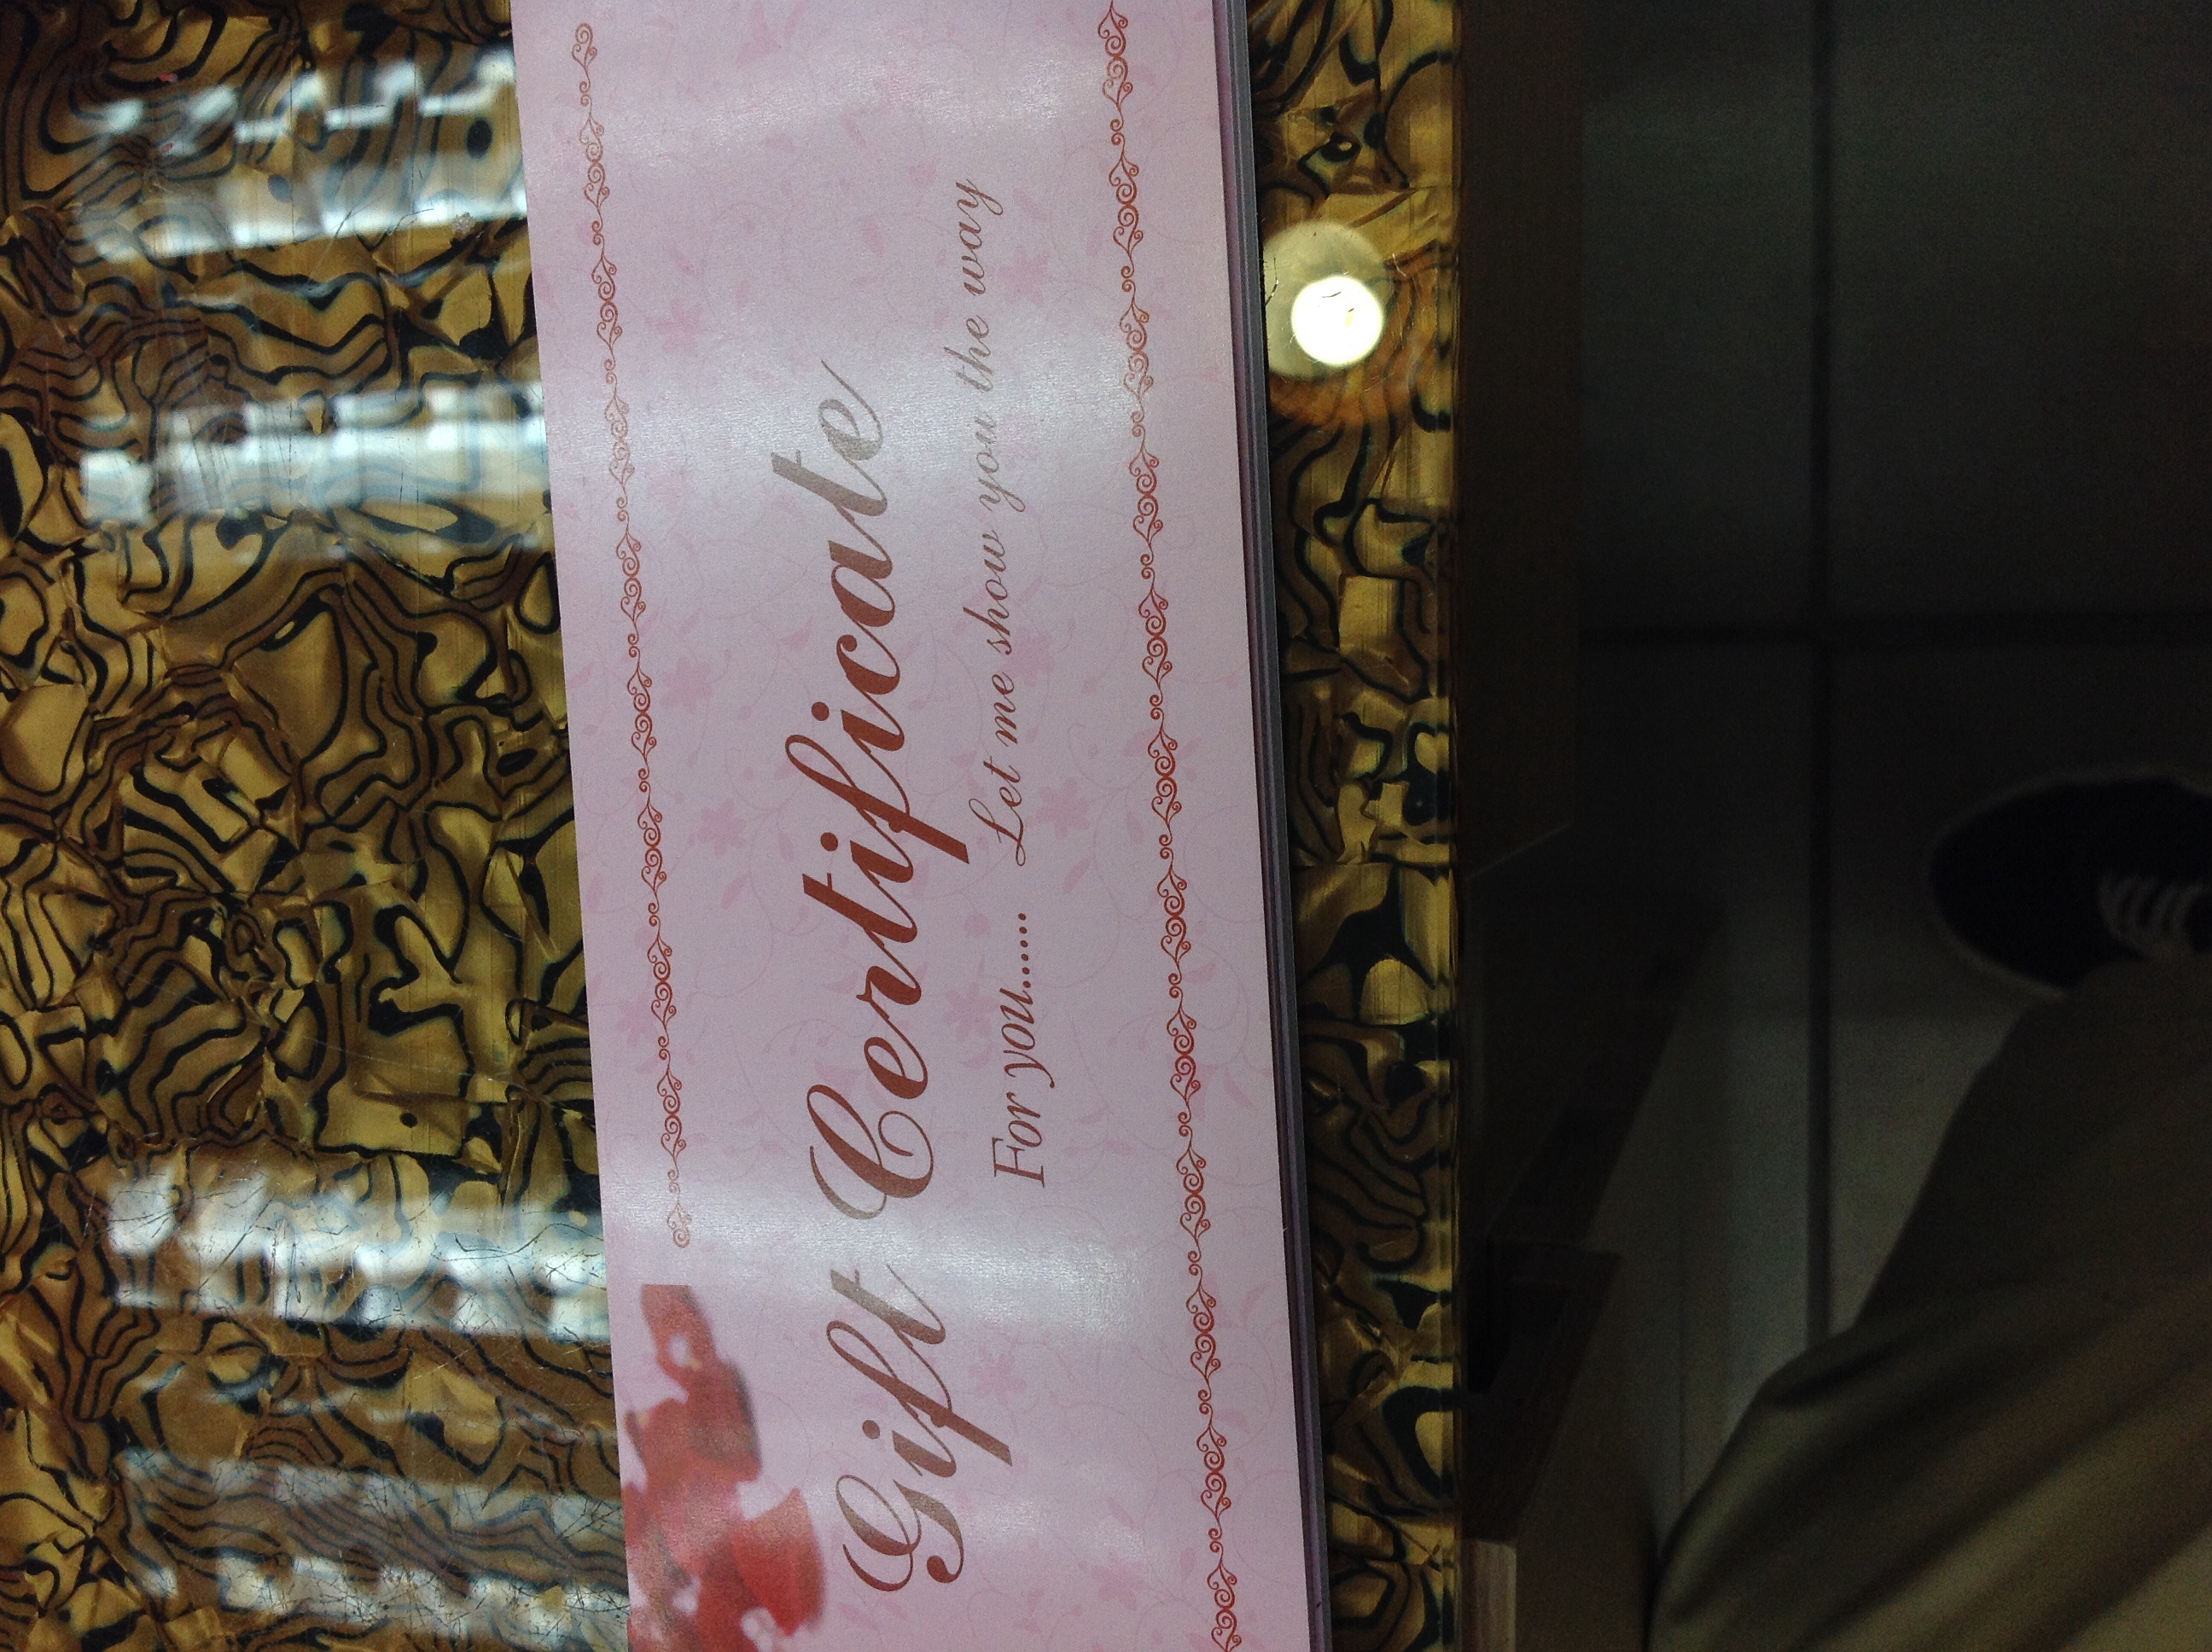 Gift Certificate
For you...... Let me show you the way